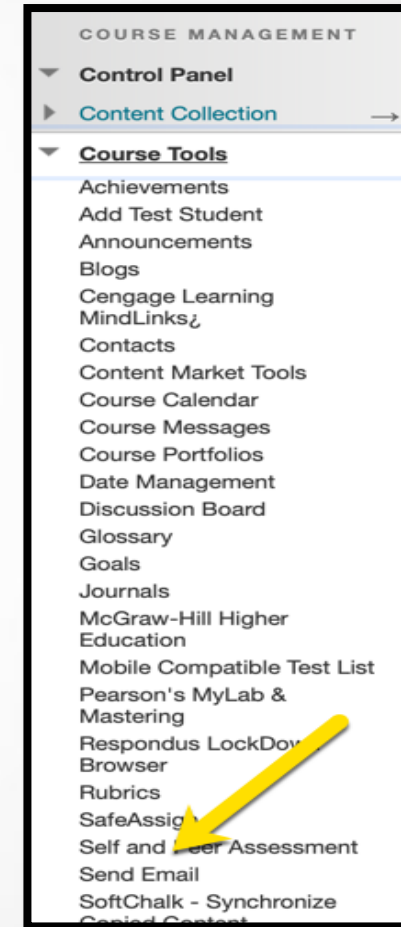 COURSE MANAGEMENT
Control Panel
Content Collection
Course Tools
Achievements
Add Test Student
Announcements
Blogs
Cengage Learning
MindLinks¿
Contacts
Content Market Tools
Course Calendar
Course Messages
Course Portfolios
Date Management
Discussion Board
Glossary
Goals
Journals
McGraw-Hill Higher
Education
Mobile Compatible Test List
Pearson's MyLab &
Mastering
Respondus LockDown
Browser
Rubrics
SafeAssign
Self and Peer Assessment
Send Email
SoftChalk - Synchronize
Copied Content